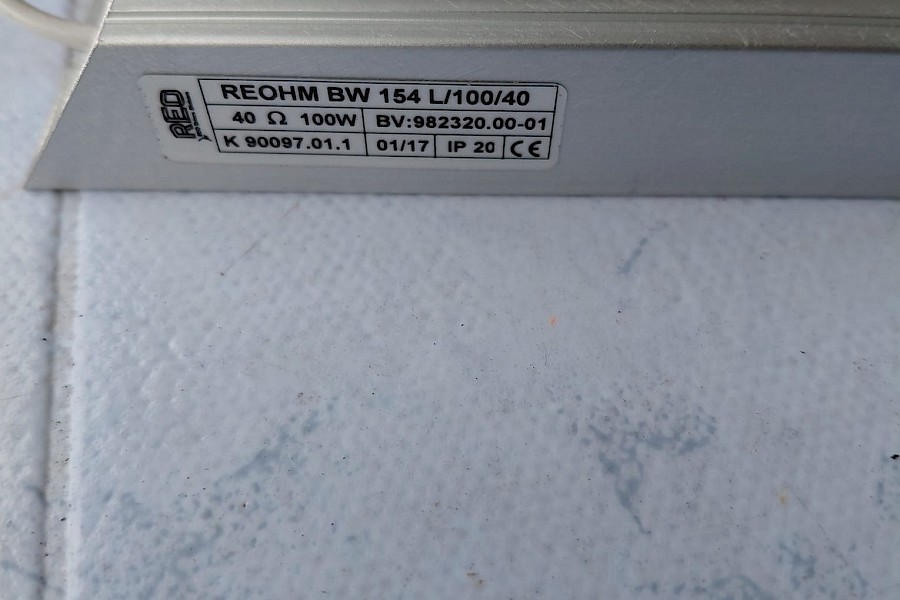 REO
REOHM BW 154 L/100/40
40 Ω 100W BV:982320.00-01
K 90097.01.1 01/17 IP 20 CE